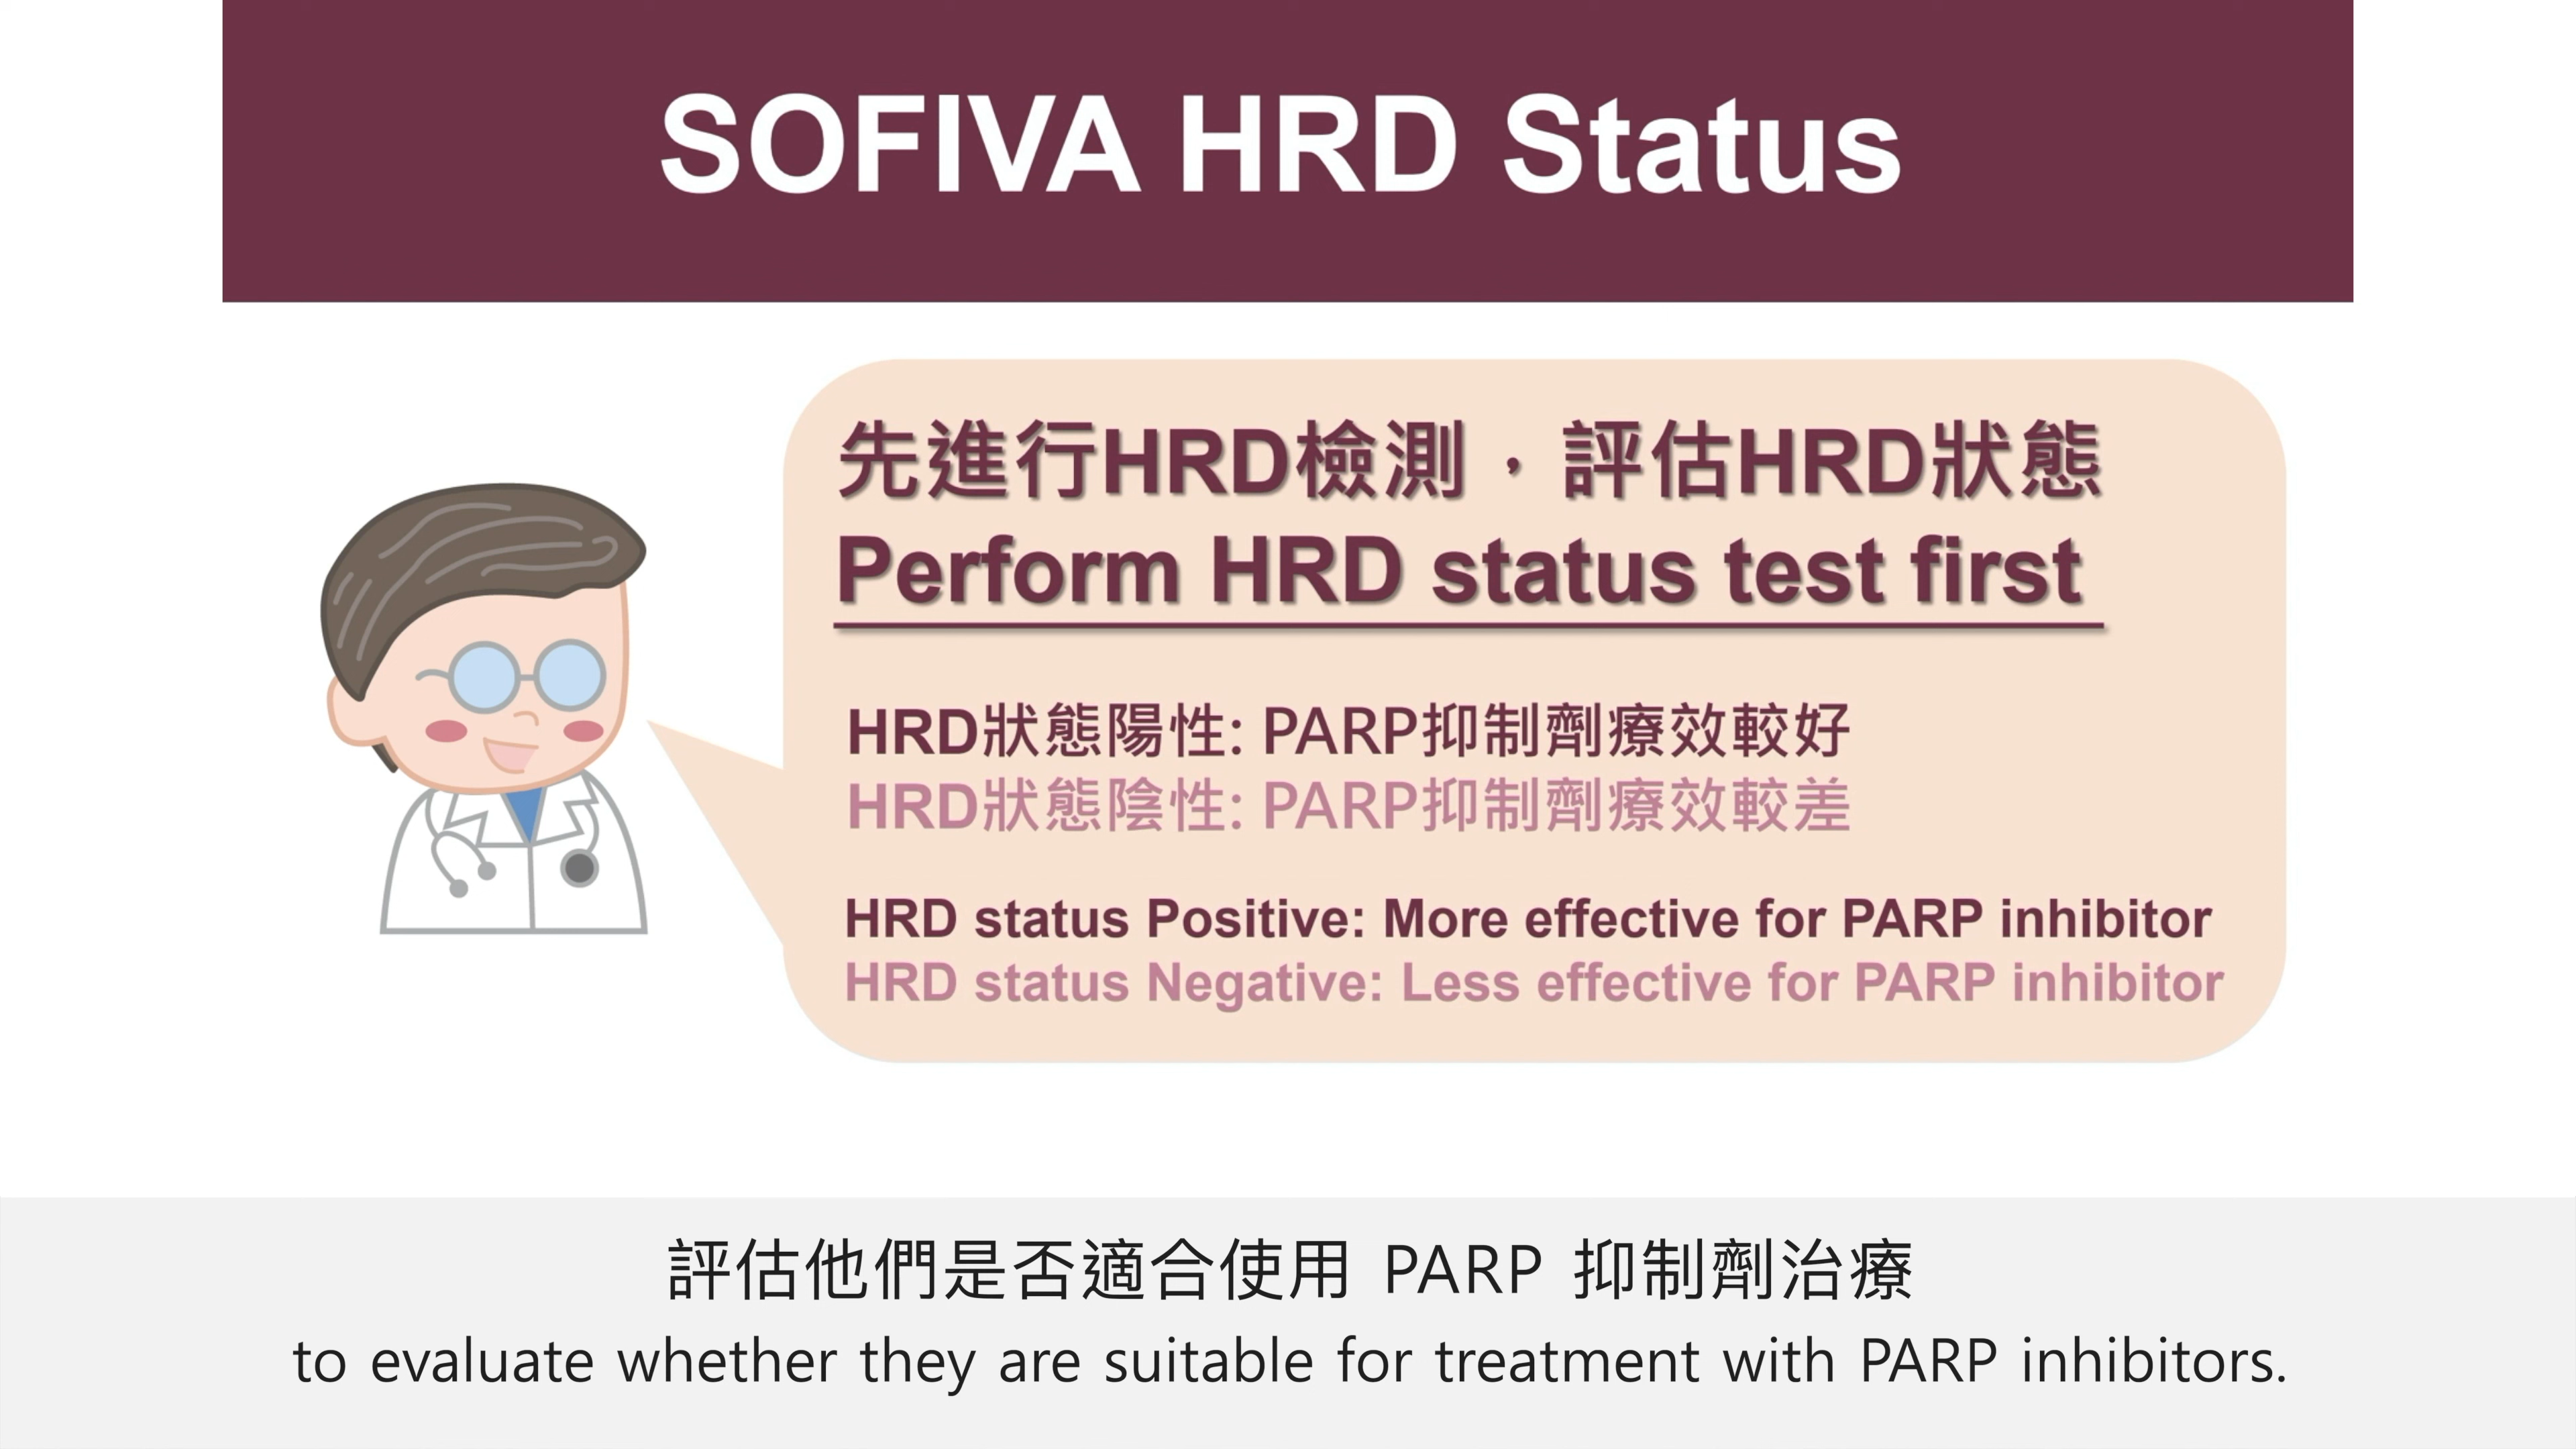 SOFIVA HRD Status
先進行HRD檢測，評估HRD狀態
Perform HRD status test first
HRD狀態陽性: PARP抑制劑療效較好
HRD狀態陰性: PARP抑制劑療效較差
HRD status Positive: More effective for PARP inhibitor
HRD status Negative: Less effective for PARP inhibitor
評估他們是否適合使用 PARP 抑制劑治療
to evaluate whether they are suitable for treatment with PARP inhibitors.